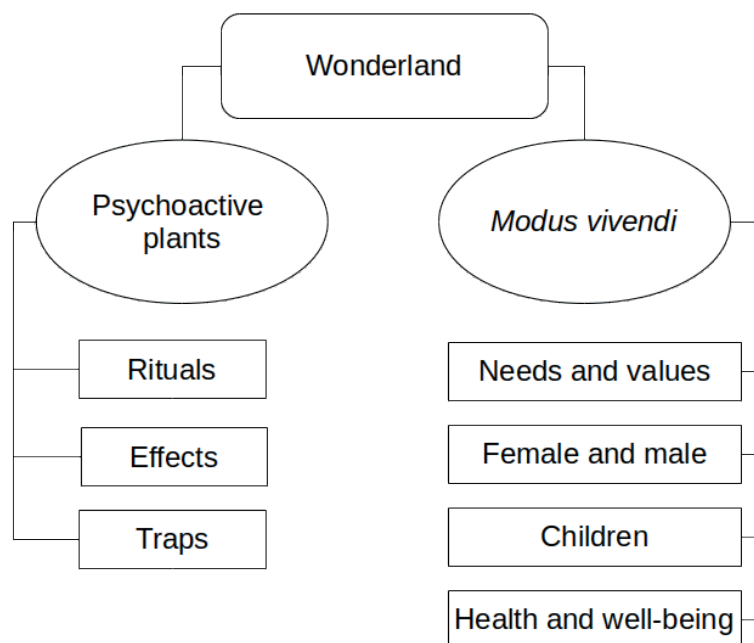 Wonderland
Psychoactive
plants
Modus vivendi
Rituals
Effects
Traps
Needs and values
Female and male
Children
Health and well-being